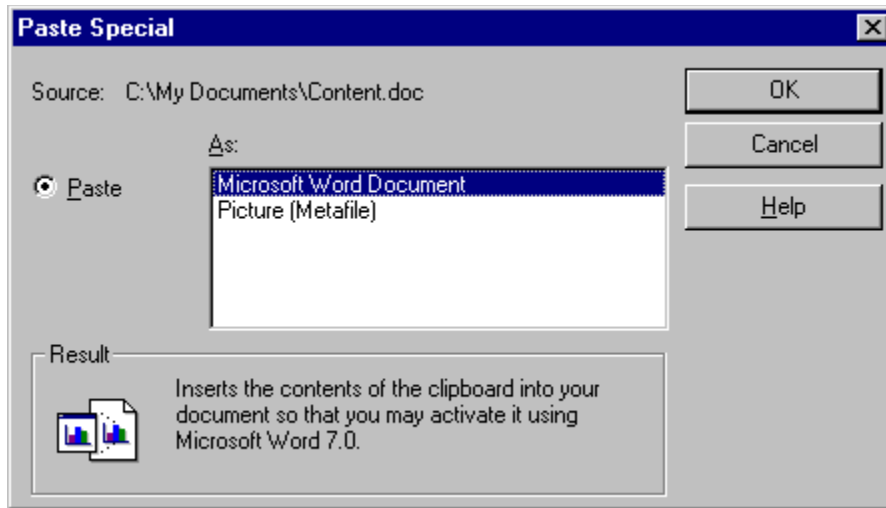 Paste Special
Source: C:\My Documents\Content.doc
OK
As:
Cancel
Paste
Microsoft Word Document
Picture (Metafile)
Help
Result
Inserts the contents of the clipboard into your
document so that you may activate it using
Microsoft Word 7.0.